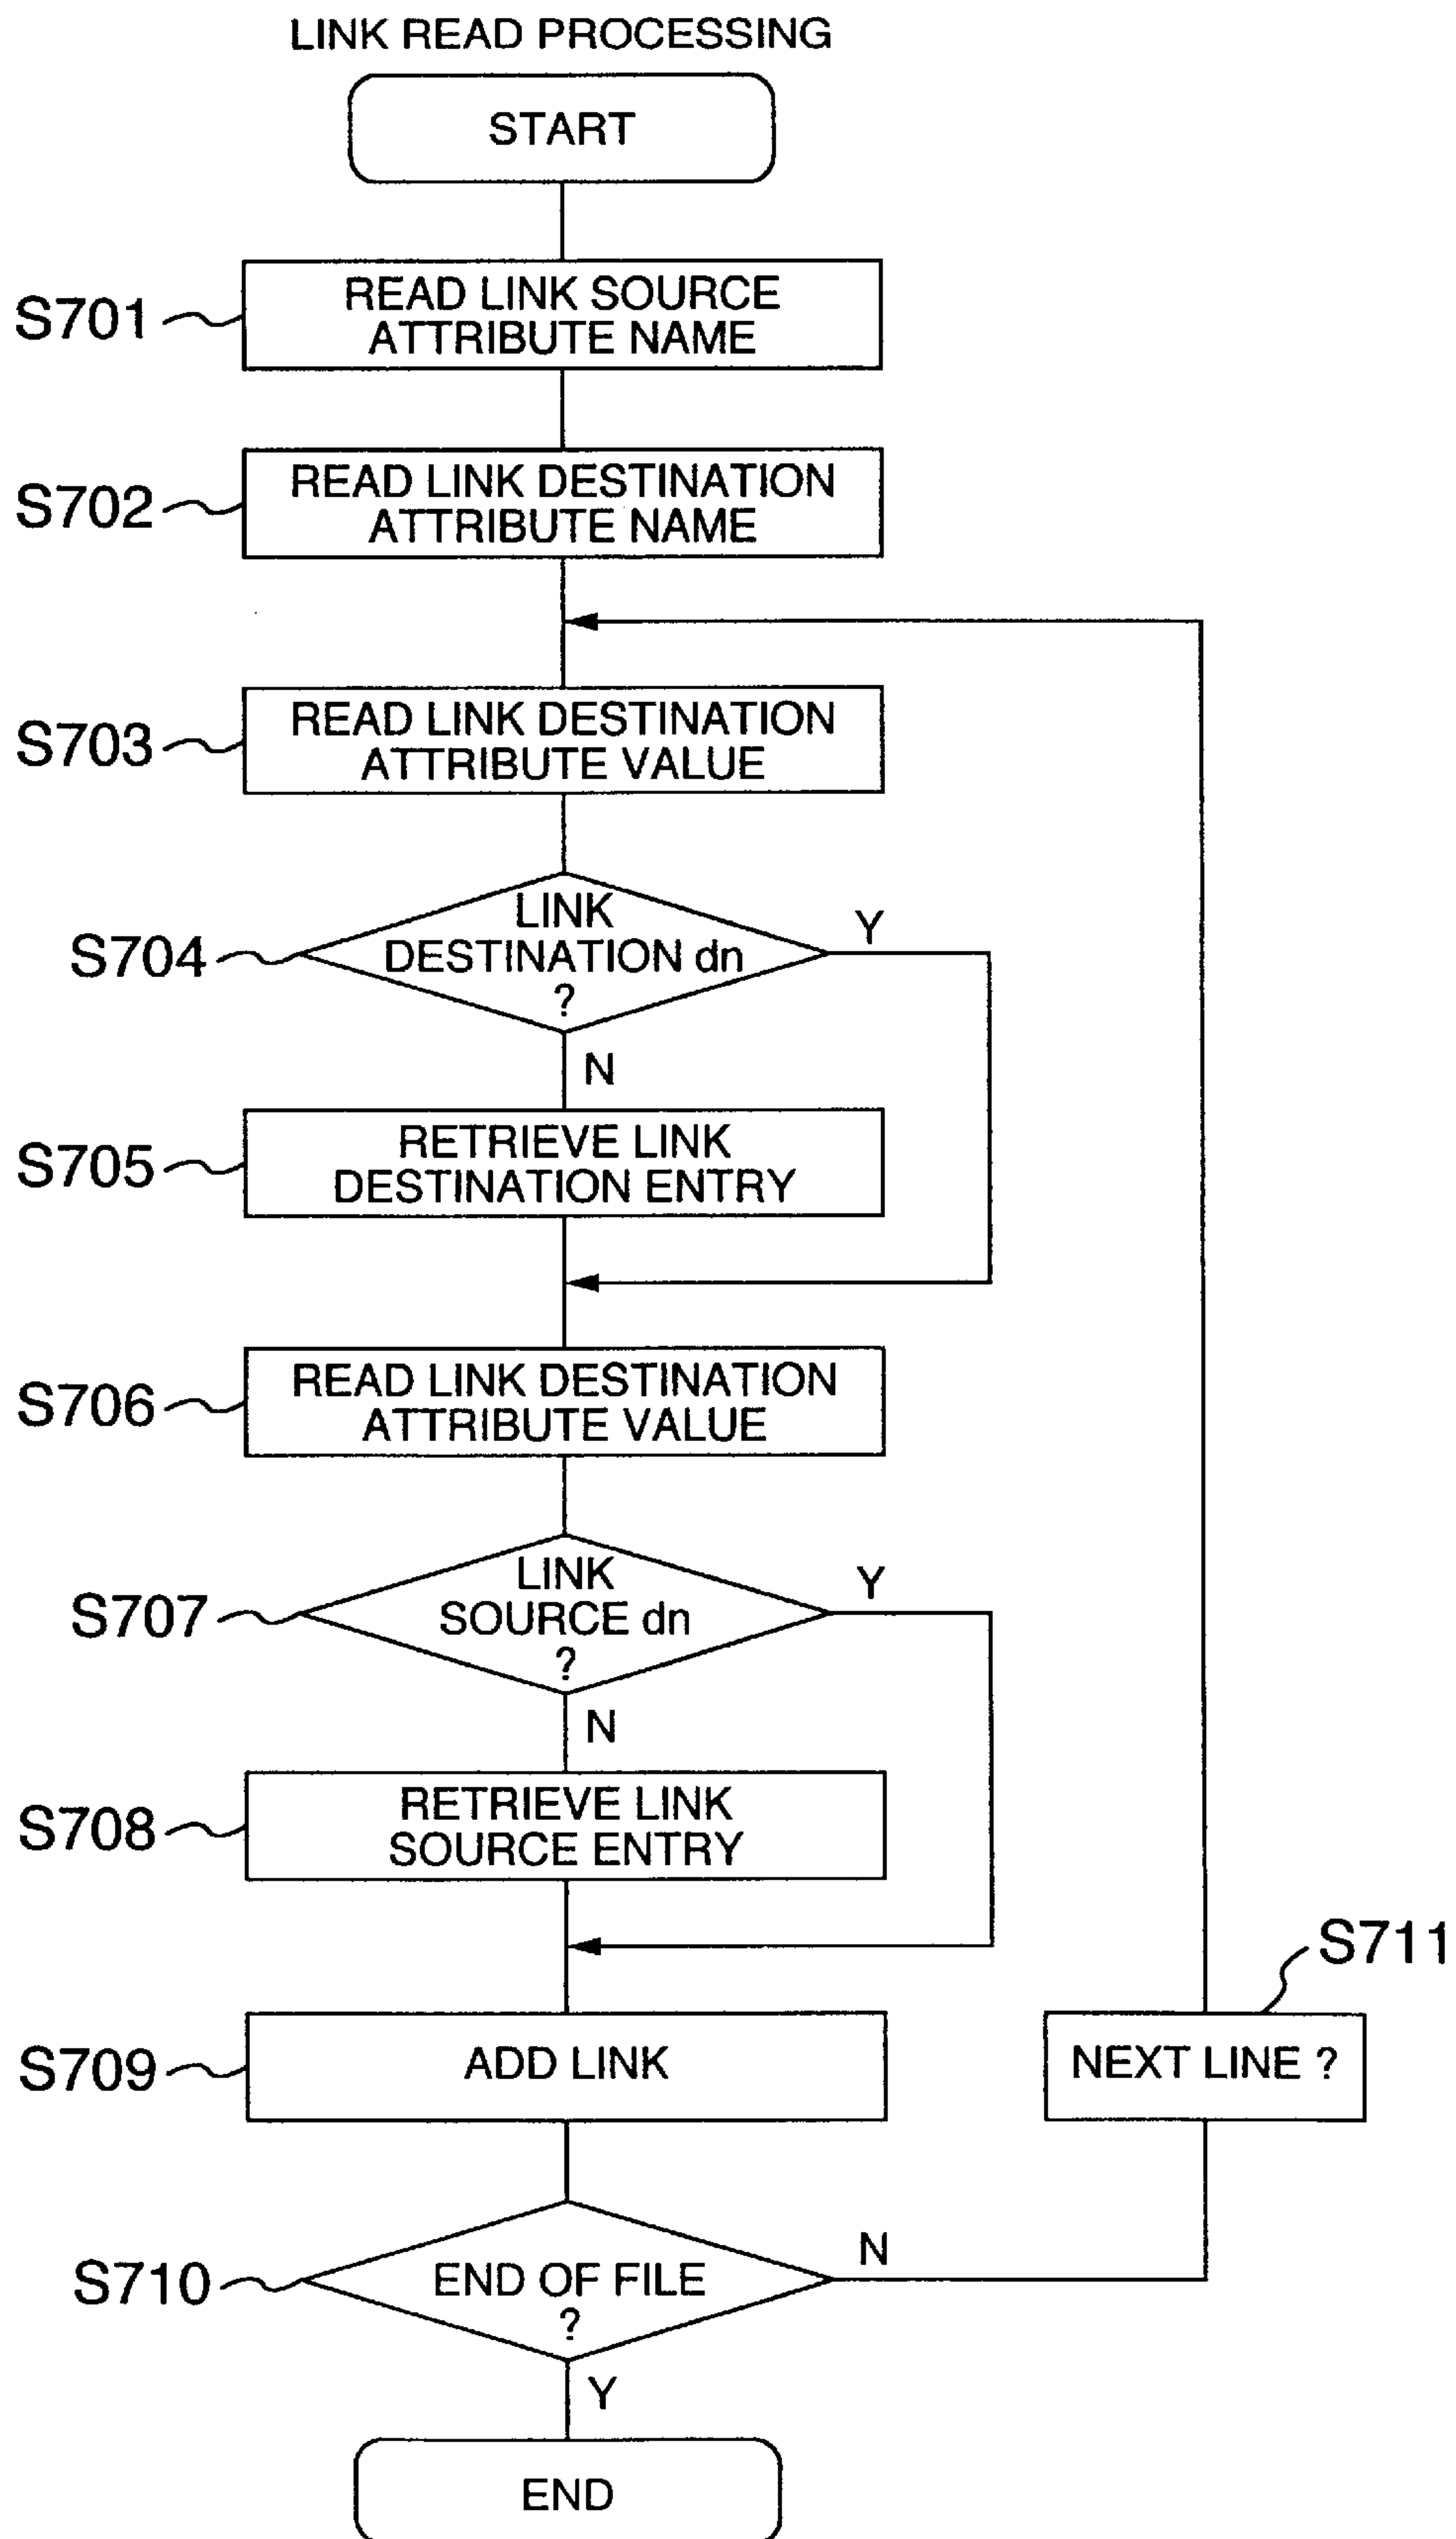 LINK READ PROCESSING
START
S701
READ LINK SOURCE
ATTRIBUTE NAME
S702
READ LINK DESTINATION
ATTRIBUTE NAME
S703
READ LINK DESTINATION
ATTRIBUTE VALUE
S704
LINK
DESTINATION dn
?
Y
N
S705
RETRIEVE LINK
DESTINATION ENTRY
S706
READ LINK DESTINATION
ATTRIBUTE VALUE
S707
LINK
SOURCE dn
?
Y
N
S708
RETRIEVE LINK
SOURCE ENTRY
S709
ADD LINK
S711
NEXT LINE ?
S710
END OF FILE
?
N
Y
END